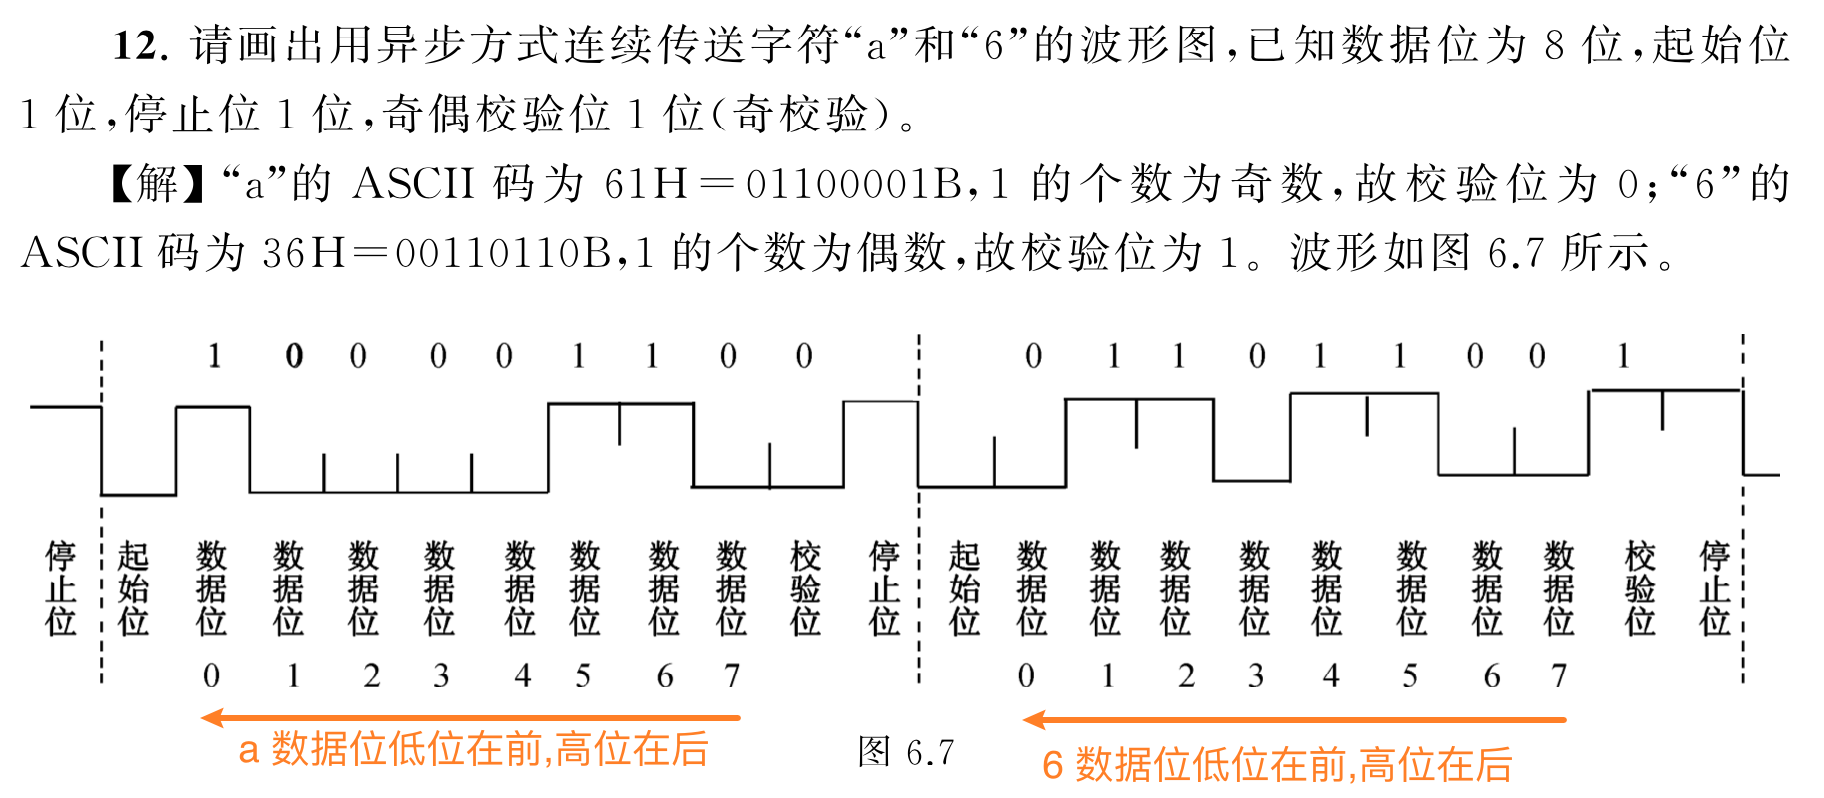 12. 请画出用异步方式连续传送字符“a”和“6”的波形图,已知数据位为 8 位,起始位
1 位,停止位 1 位,奇偶校验位 1 位(奇校验)。
【解】“a”的 ASCII 码为 61H=01100001B,1 的个数为奇数,故校验位为 0;“6”的
ASCII 码为 36H=00110110B,1 的个数为偶数,故校验位为 1。波形如图 6.7 所示。
1 0 0 0 0 1 1 0 0 0 1 1 0 1 1 0 0 1
停止位 起始位 数据位 数据位 数据位 数据位 数据位 数据位 数据位 数据位 校验位 停止位 起始位 数据位 数据位 数据位 数据位 数据位 数据位 数据位 数据位 校验位 停止位
0 1 2 3 4 5 6 7 0 1 2 3 4 5 6 7
a 数据位低位在前,高位在后
图 6.7
6 数据位低位在前,高位在后